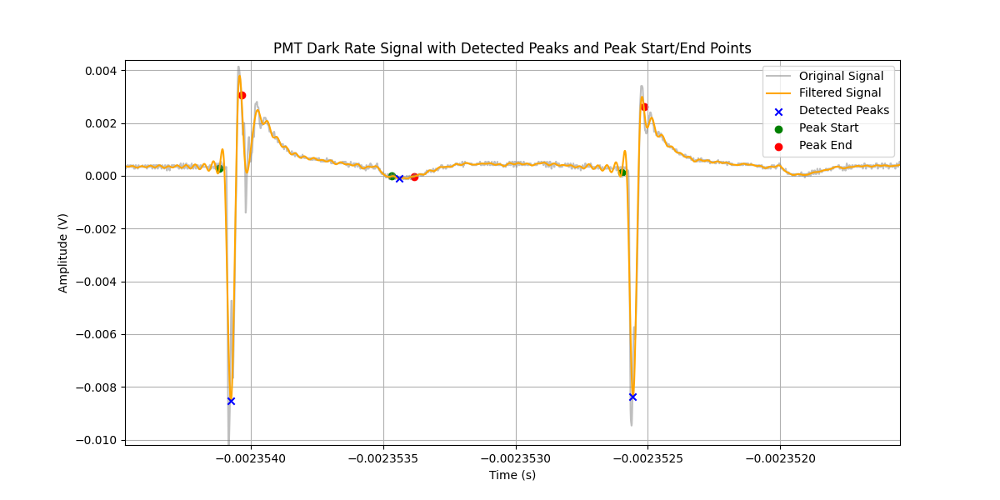 PMT Dark Rate Signal with Detected Peaks and Peak Start/End Points
Original Signal
Filtered Signal
Detected Peaks
Peak Start
Peak End
0.004
0.002
0.000
−0.002
−0.004
−0.006
−0.008
−0.010
Amplitude (V)
−0.0023540
−0.0023535
−0.0023530
−0.0023525
−0.0023520
Time (s)